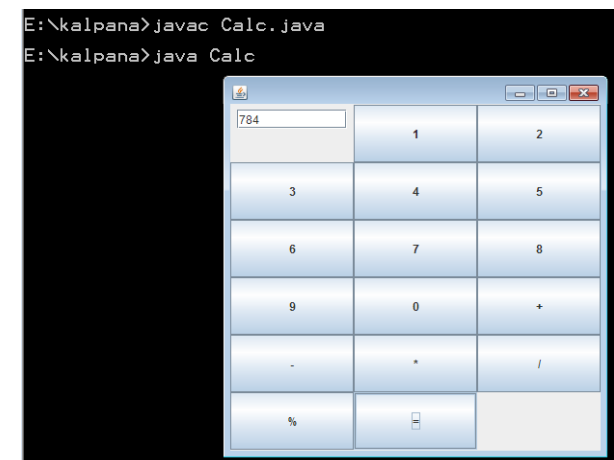 E:\kalpana>javac Calc.java
E:\kalpana>java Calc
784
1 2
3 4 5
6 7 8
9 0 +
- * /
% =